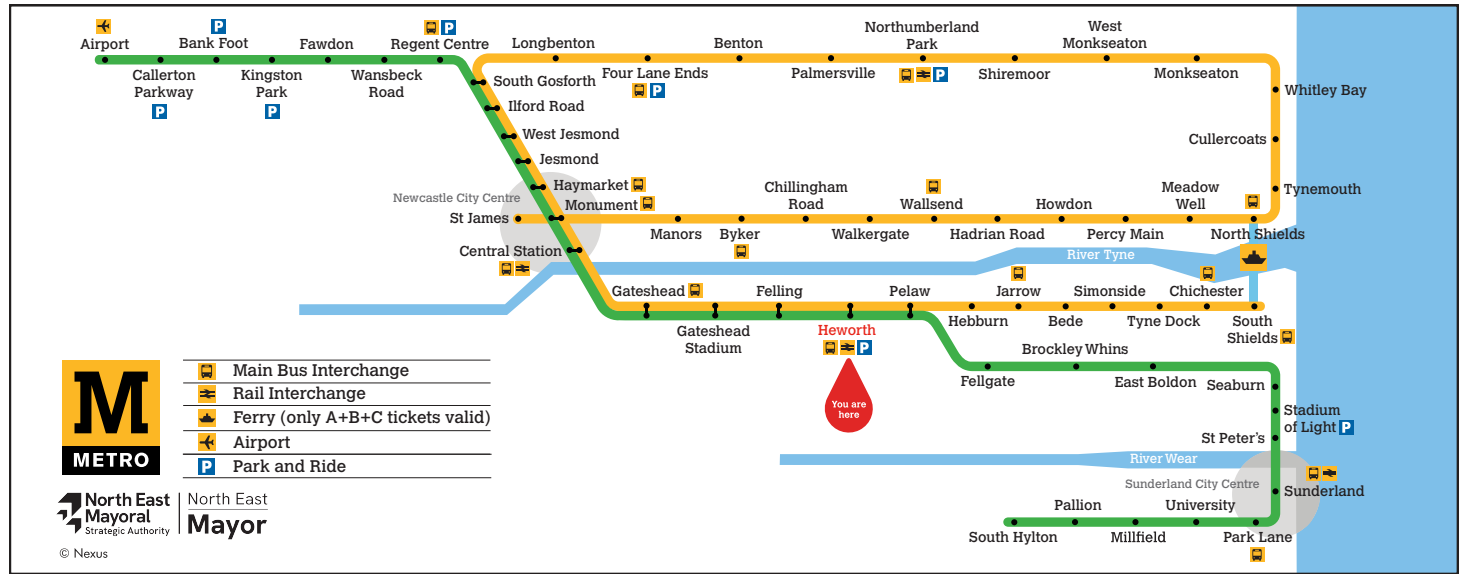 Airport
Bank Foot
Fawdon
Regent Centre
Callerton
Parkway
Kingston
Park
Wansbeck
Road
Longbenton
Benton
Northumberland
Park
West
Monkseaton
Four Lane Ends
Palmersville
Shiremoor
Monkseaton
South Gosforth
Ilford Road
West Jesmond
Jesmond
Haymarket
Monument
Newcastle City Centre
St James
Central Station
Whitley Bay
Cullercoats
Tynemouth
Chillingham
Road
Wallsend
Howdon
Meadow
Well
Manors
Byker
Walkergate
Hadrian Road
Percy Main
North Shields
River Tyne
Gateshead
Felling
Pelaw
Jarrow
Simonside
Chichester
Gateshead
Stadium
Heworth
Hebburn
Bede
Tyne Dock
South
Shields
You are
here
Brockley Whins
Fellgate
East Boldon
Seaburn
Stadium
of Light
St Peter's
River Wear
Sunderland City Centre
Sunderland
Pallion
University
South Hylton
Millfield
Park Lane
M
METRO
Main Bus Interchange
Rail Interchange
Ferry (only A+B+C tickets valid)
Airport
P Park and Ride
North East
Mayoral
Strategic Authority
North East
Mayor
© Nexus